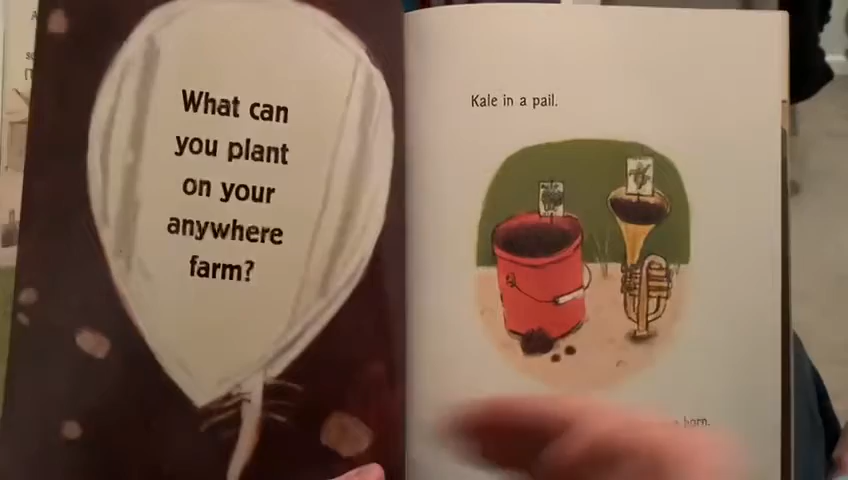 What can
you plant
on your
anywhere
farm?
Kale in a pail.
horn.